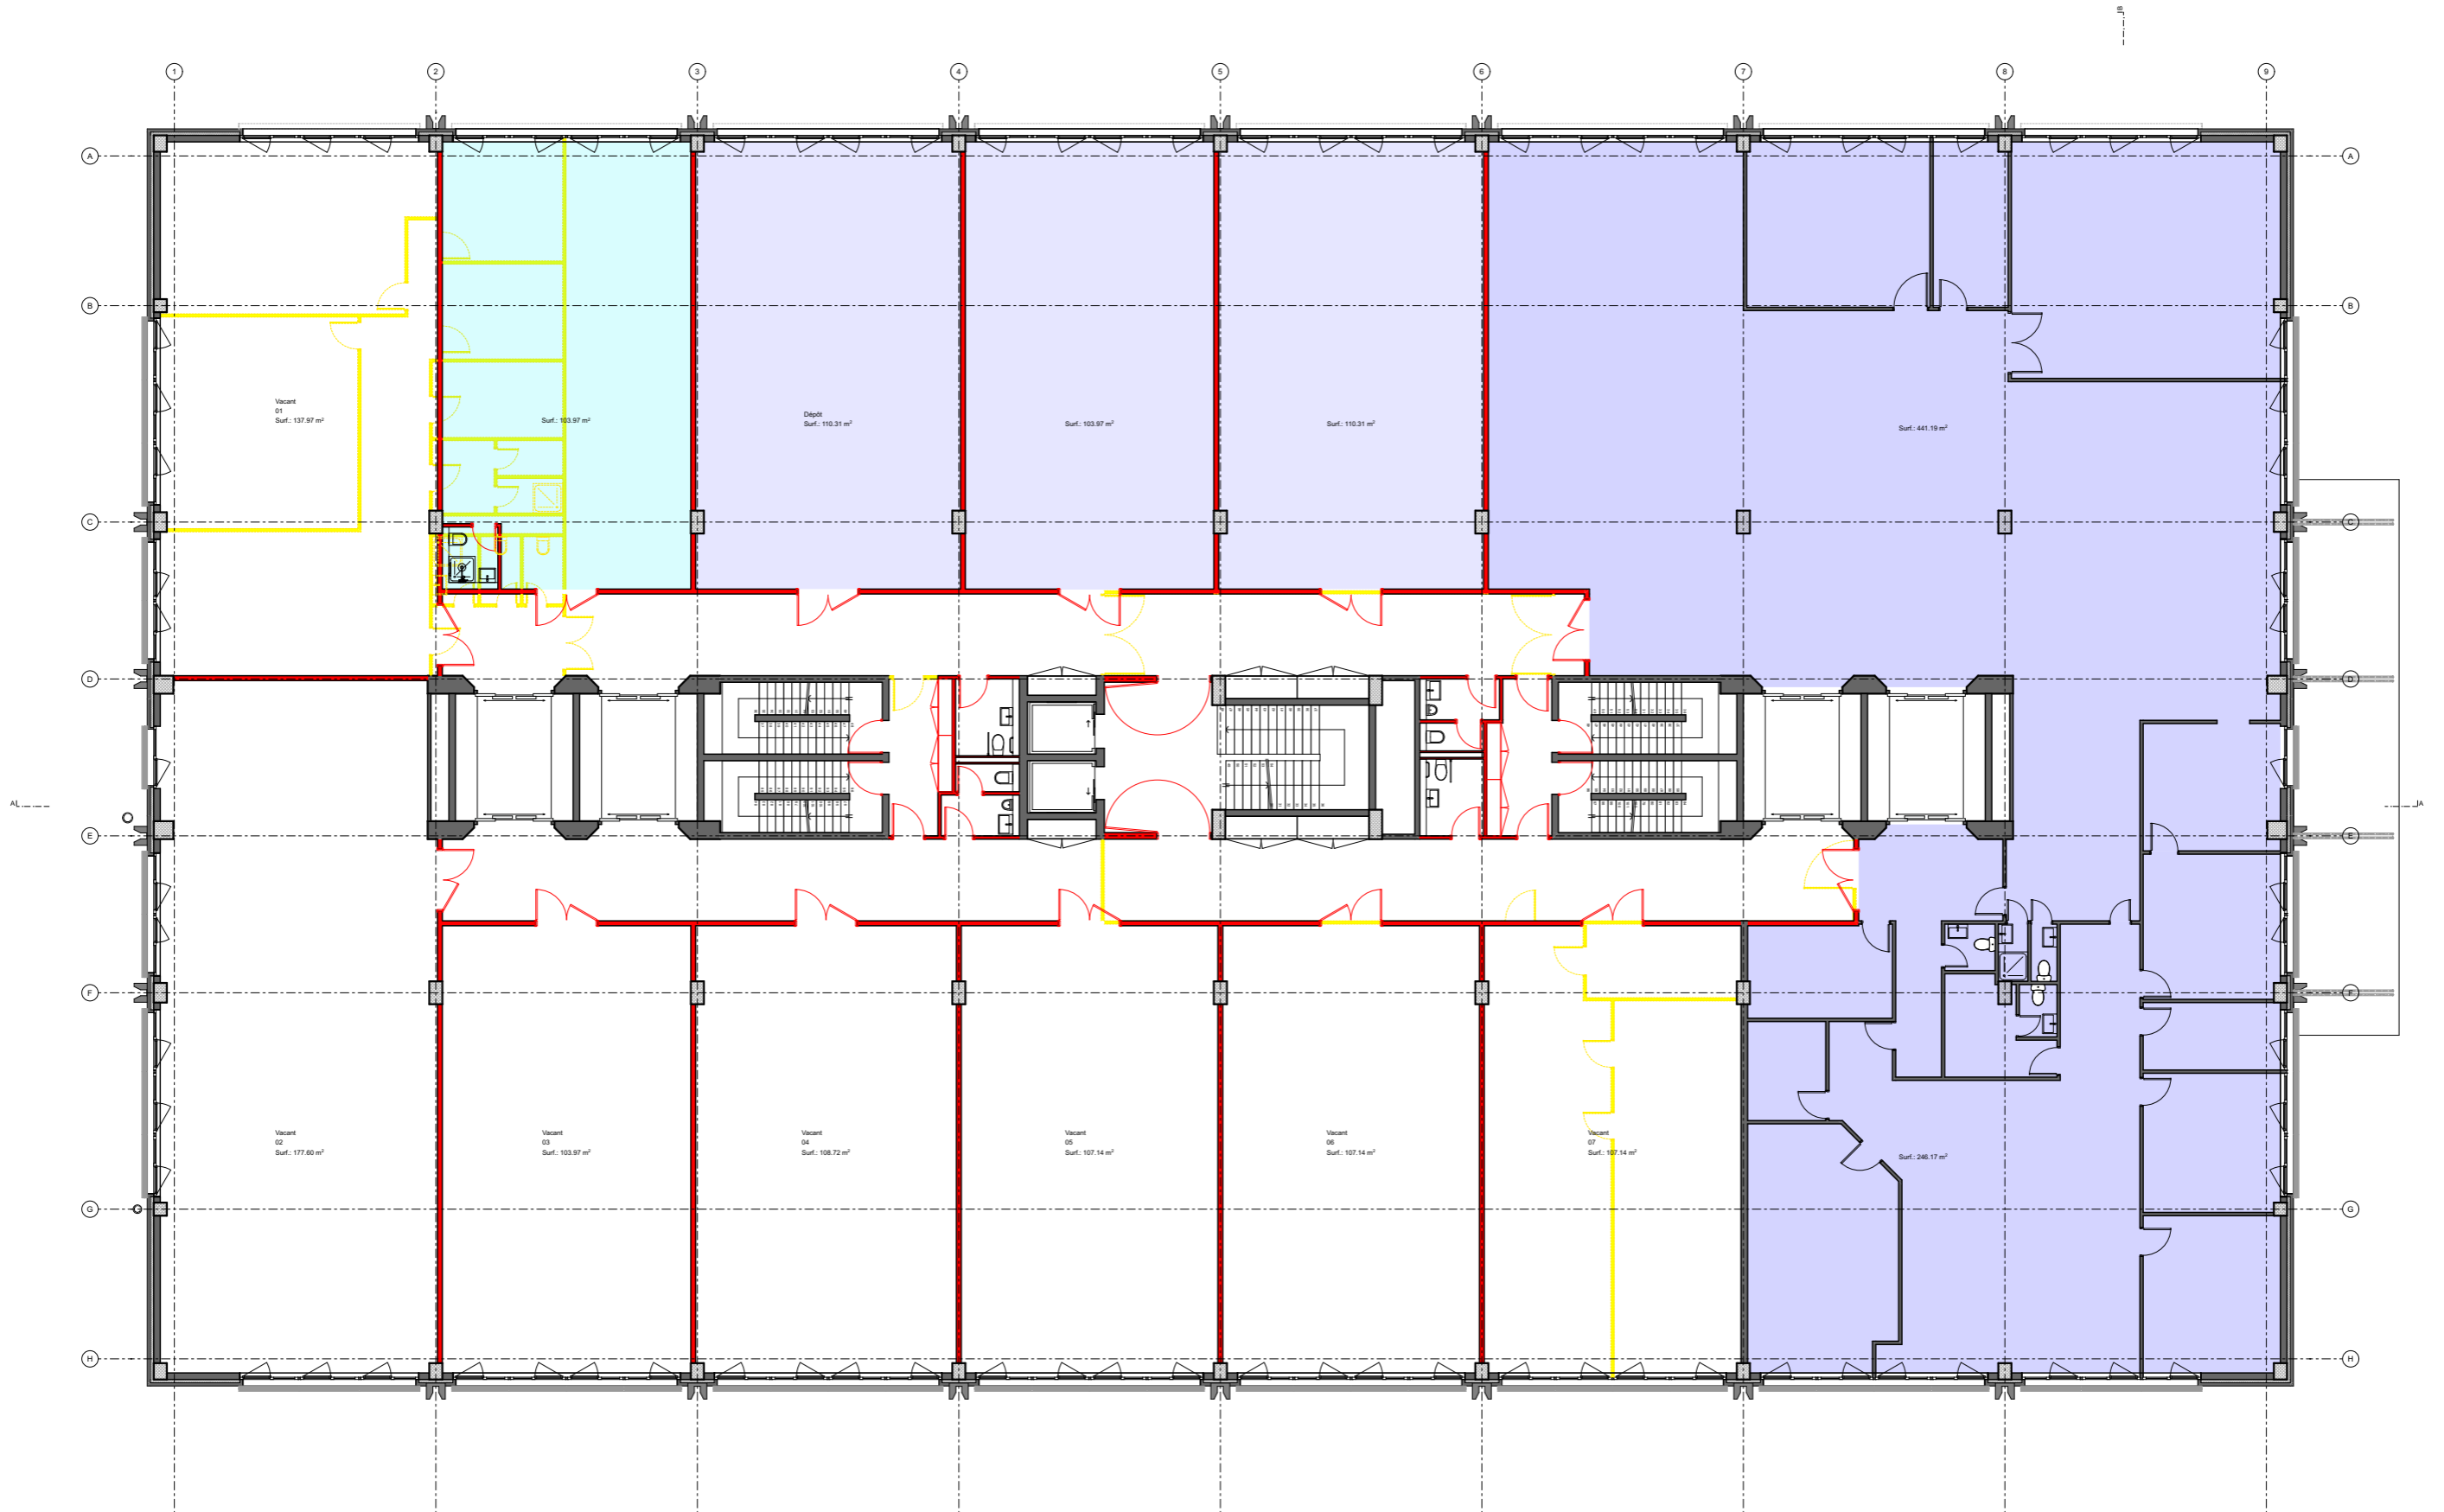 B
1
2
3
4
5
6
7
8
9
A
A
B
B
Vacant
01
Surf.: 137.97 m²
Surf.: 103.97 m²
Dépôt
Surf.: 110.31 m²
Surf.: 103.97 m²
Surf.: 110.31 m²
Surf.: 441.19 m²
C
C
D
D
A
A
E
E
F
F
Vacant
02
Surf.: 177.60 m²
Vacant
03
Surf.: 103.97 m²
Vacant
04
Surf.: 108.72 m²
Vacant
05
Surf.: 107.14 m²
Vacant
06
Surf.: 107.14 m²
Vacant
07
Surf.: 107.14 m²
Surf.: 246.17 m²
G
G
H
H